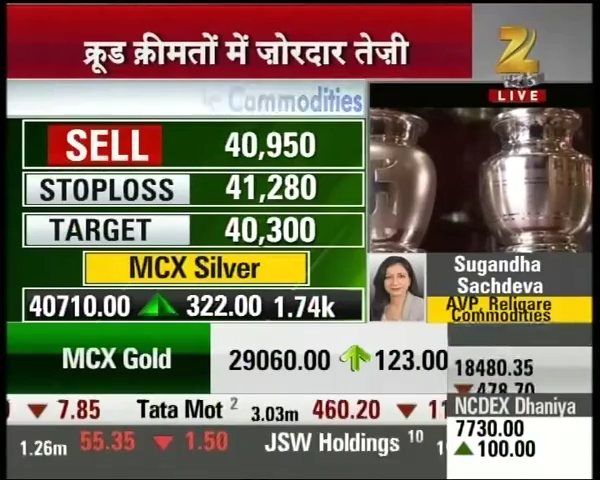 क्रूड क़ीमतों में ज़ोरदार तेज़ी
Z
LIVE
Commodities
SELL 40,950
STOPLOSS 41,280
TARGET 40,300
MCX Silver
40710.00 322.00 1.74k
Sugandha
Sachdeva
AVP, Religare
Commodities
MCX Gold 29060.00 123.00
18480.35
478.70
7.85 Tata Mot 2 3.03m 460.20
NCDEX Dhaniya
7730.00
100.00
1.26m 55.35 1.50 JSW Holdings 10